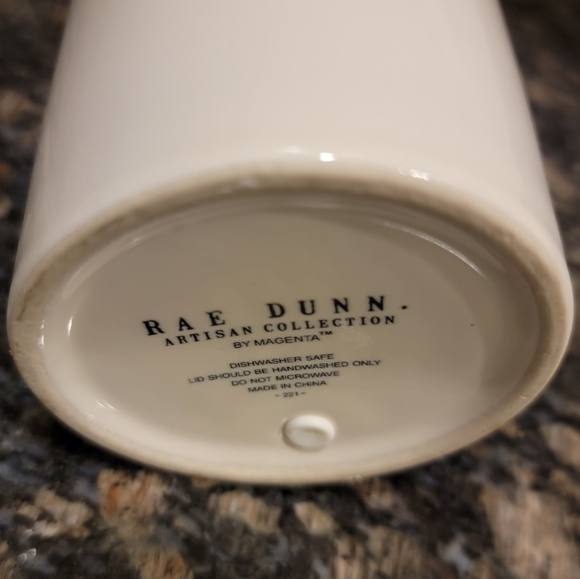 RAE DUNN.
ARTISAN COLLECTION
BY MAGENTA™
DISHWASHER SAFE
LID SHOULD BE HANDWASHED ONLY
DO NOT MICROWAVE
MADE IN CHINA
- 221 -